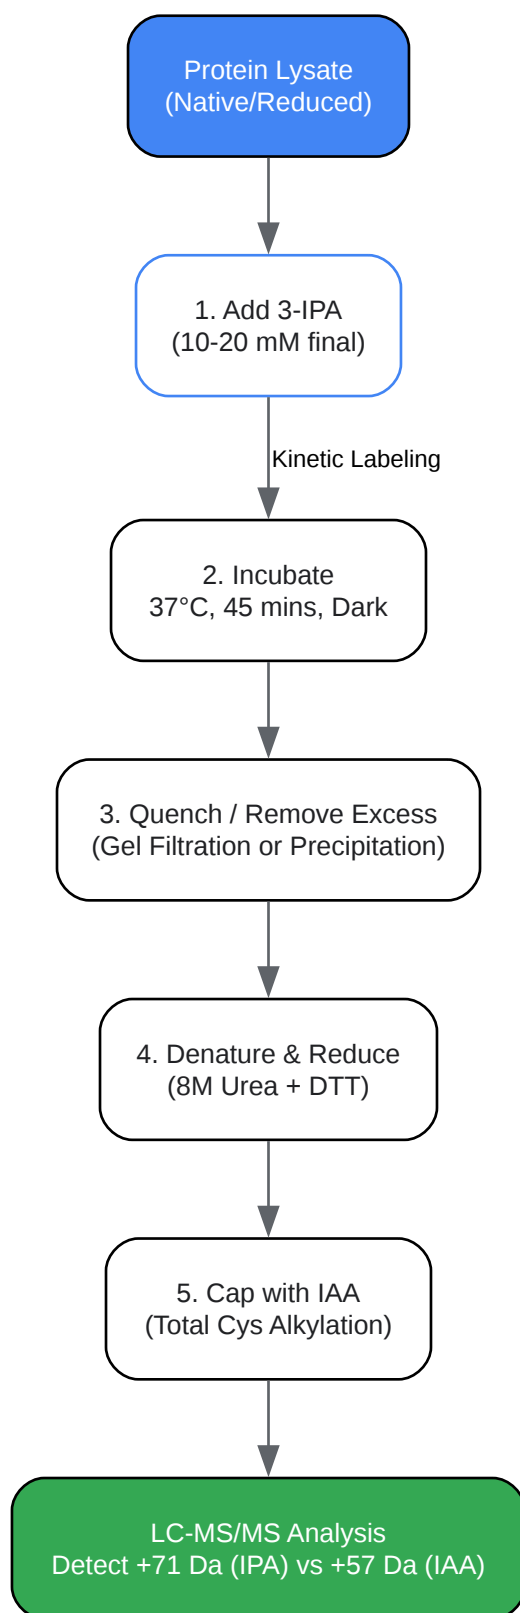 Protein Lysate
(Native/Reduced)
1. Add 3-IPA
(10-20 mM final)
Kinetic Labeling
2. Incubate
37°C, 45 mins, Dark
3. Quench / Remove Excess
(Gel Filtration or Precipitation)
4. Denature & Reduce
(8M Urea + DTT)
5. Cap with IAA
(Total Cys Alkylation)
LC-MS/MS Analysis
Detect +71 Da (IPA) vs +57 Da (IAA)